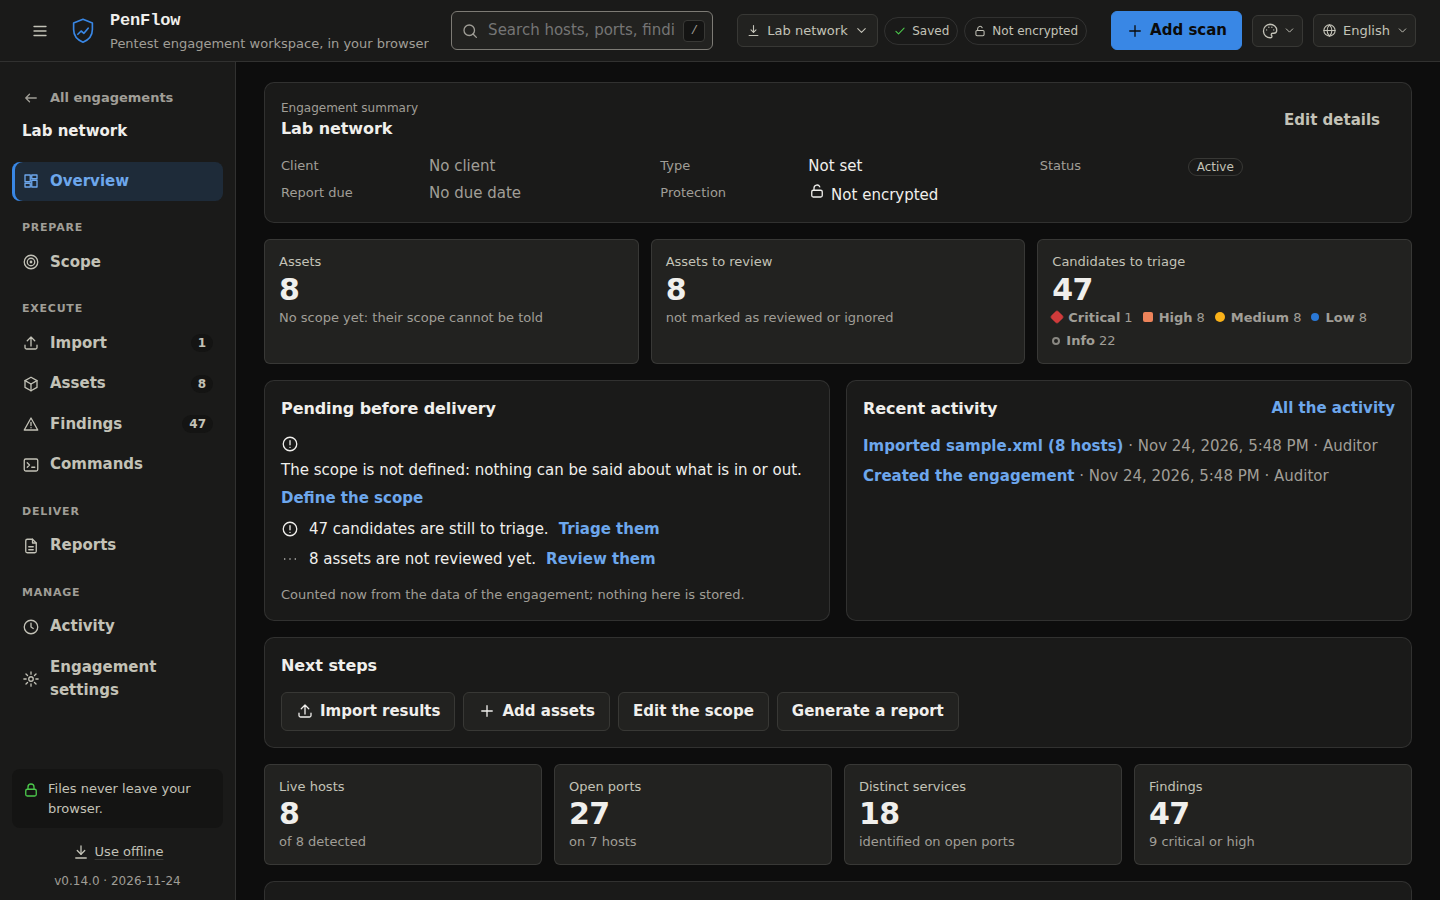 PenFlow
Pentest engagement workspace, in your browser
Search hosts, ports, findi
/
Lab network
Saved
Not encrypted
Add scan
English
All engagements
Lab network
Overview
PREPARE
Scope
EXECUTE
Import 1
Assets 8
Findings 47
Commands
DELIVER
Reports
MANAGE
Activity
Engagement
settings
Files never leave your
browser.
Use offline
v0.14.0 · 2026-11-24
Engagement summary
Lab network
Edit details
Client No client Type Not set Status Active
Report due No due date Protection Not encrypted
Assets
8
No scope yet: their scope cannot be told
Assets to review
8
not marked as reviewed or ignored
Candidates to triage
47
Critical 1 High 8 Medium 8 Low 8
Info 22
Pending before delivery
The scope is not defined: nothing can be said about what is in or out.
Define the scope
47 candidates are still to triage. Triage them
8 assets are not reviewed yet. Review them
Counted now from the data of the engagement; nothing here is stored.
Recent activity All the activity
Imported sample.xml (8 hosts) · Nov 24, 2026, 5:48 PM · Auditor
Created the engagement · Nov 24, 2026, 5:48 PM · Auditor
Next steps
Import results Add assets Edit the scope Generate a report
Live hosts
8
of 8 detected
Open ports
27
on 7 hosts
Distinct services
18
identified on open ports
Findings
47
9 critical or high